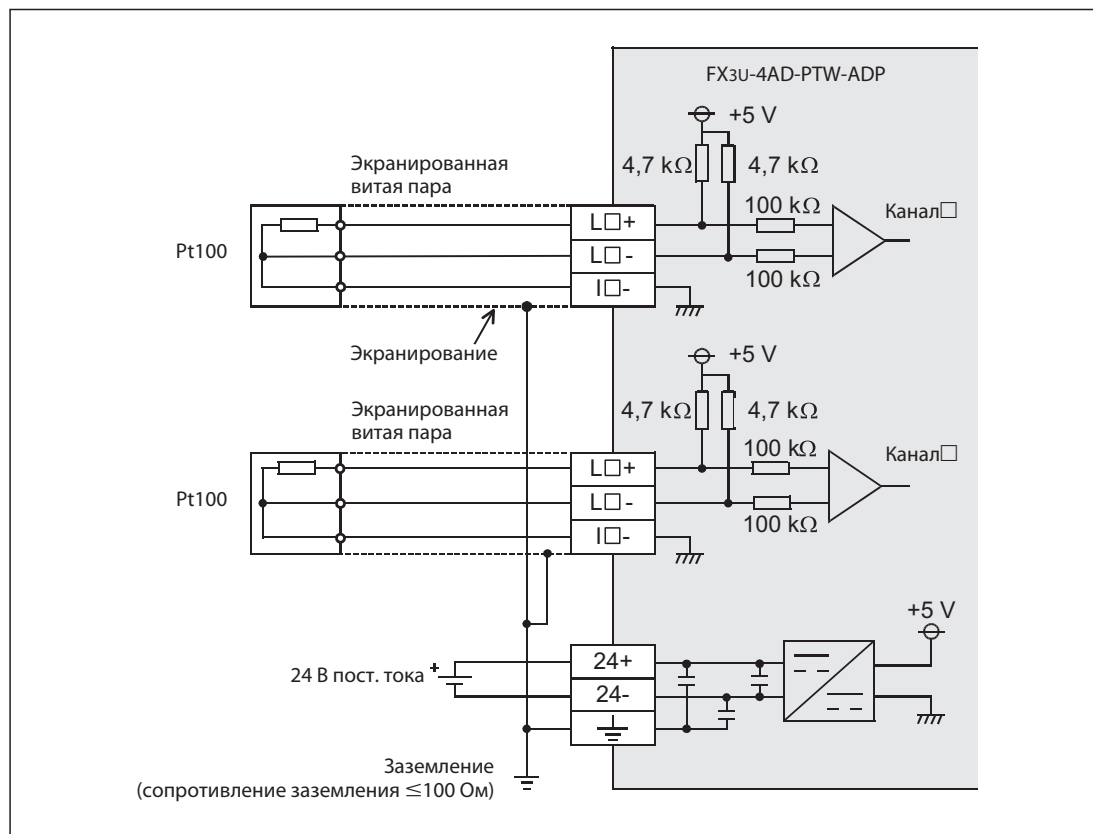 FX3U-4AD-PTW-ADP
+5 V
Экранированная
витая пара
4,7 kΩ
4,7 kΩ
100 kΩ
Канал□
L□+
Pt100
L□-
100 kΩ
I□-
Экранирование
+5 V
Экранированная
витая пара
4,7 kΩ
4,7 kΩ
100 kΩ
Канал□
L□+
Pt100
L□-
100 kΩ
I□-
+5 V
24+
24 В пост. тока
+
24-
Заземление
(сопротивление заземления ≤100 Ом)